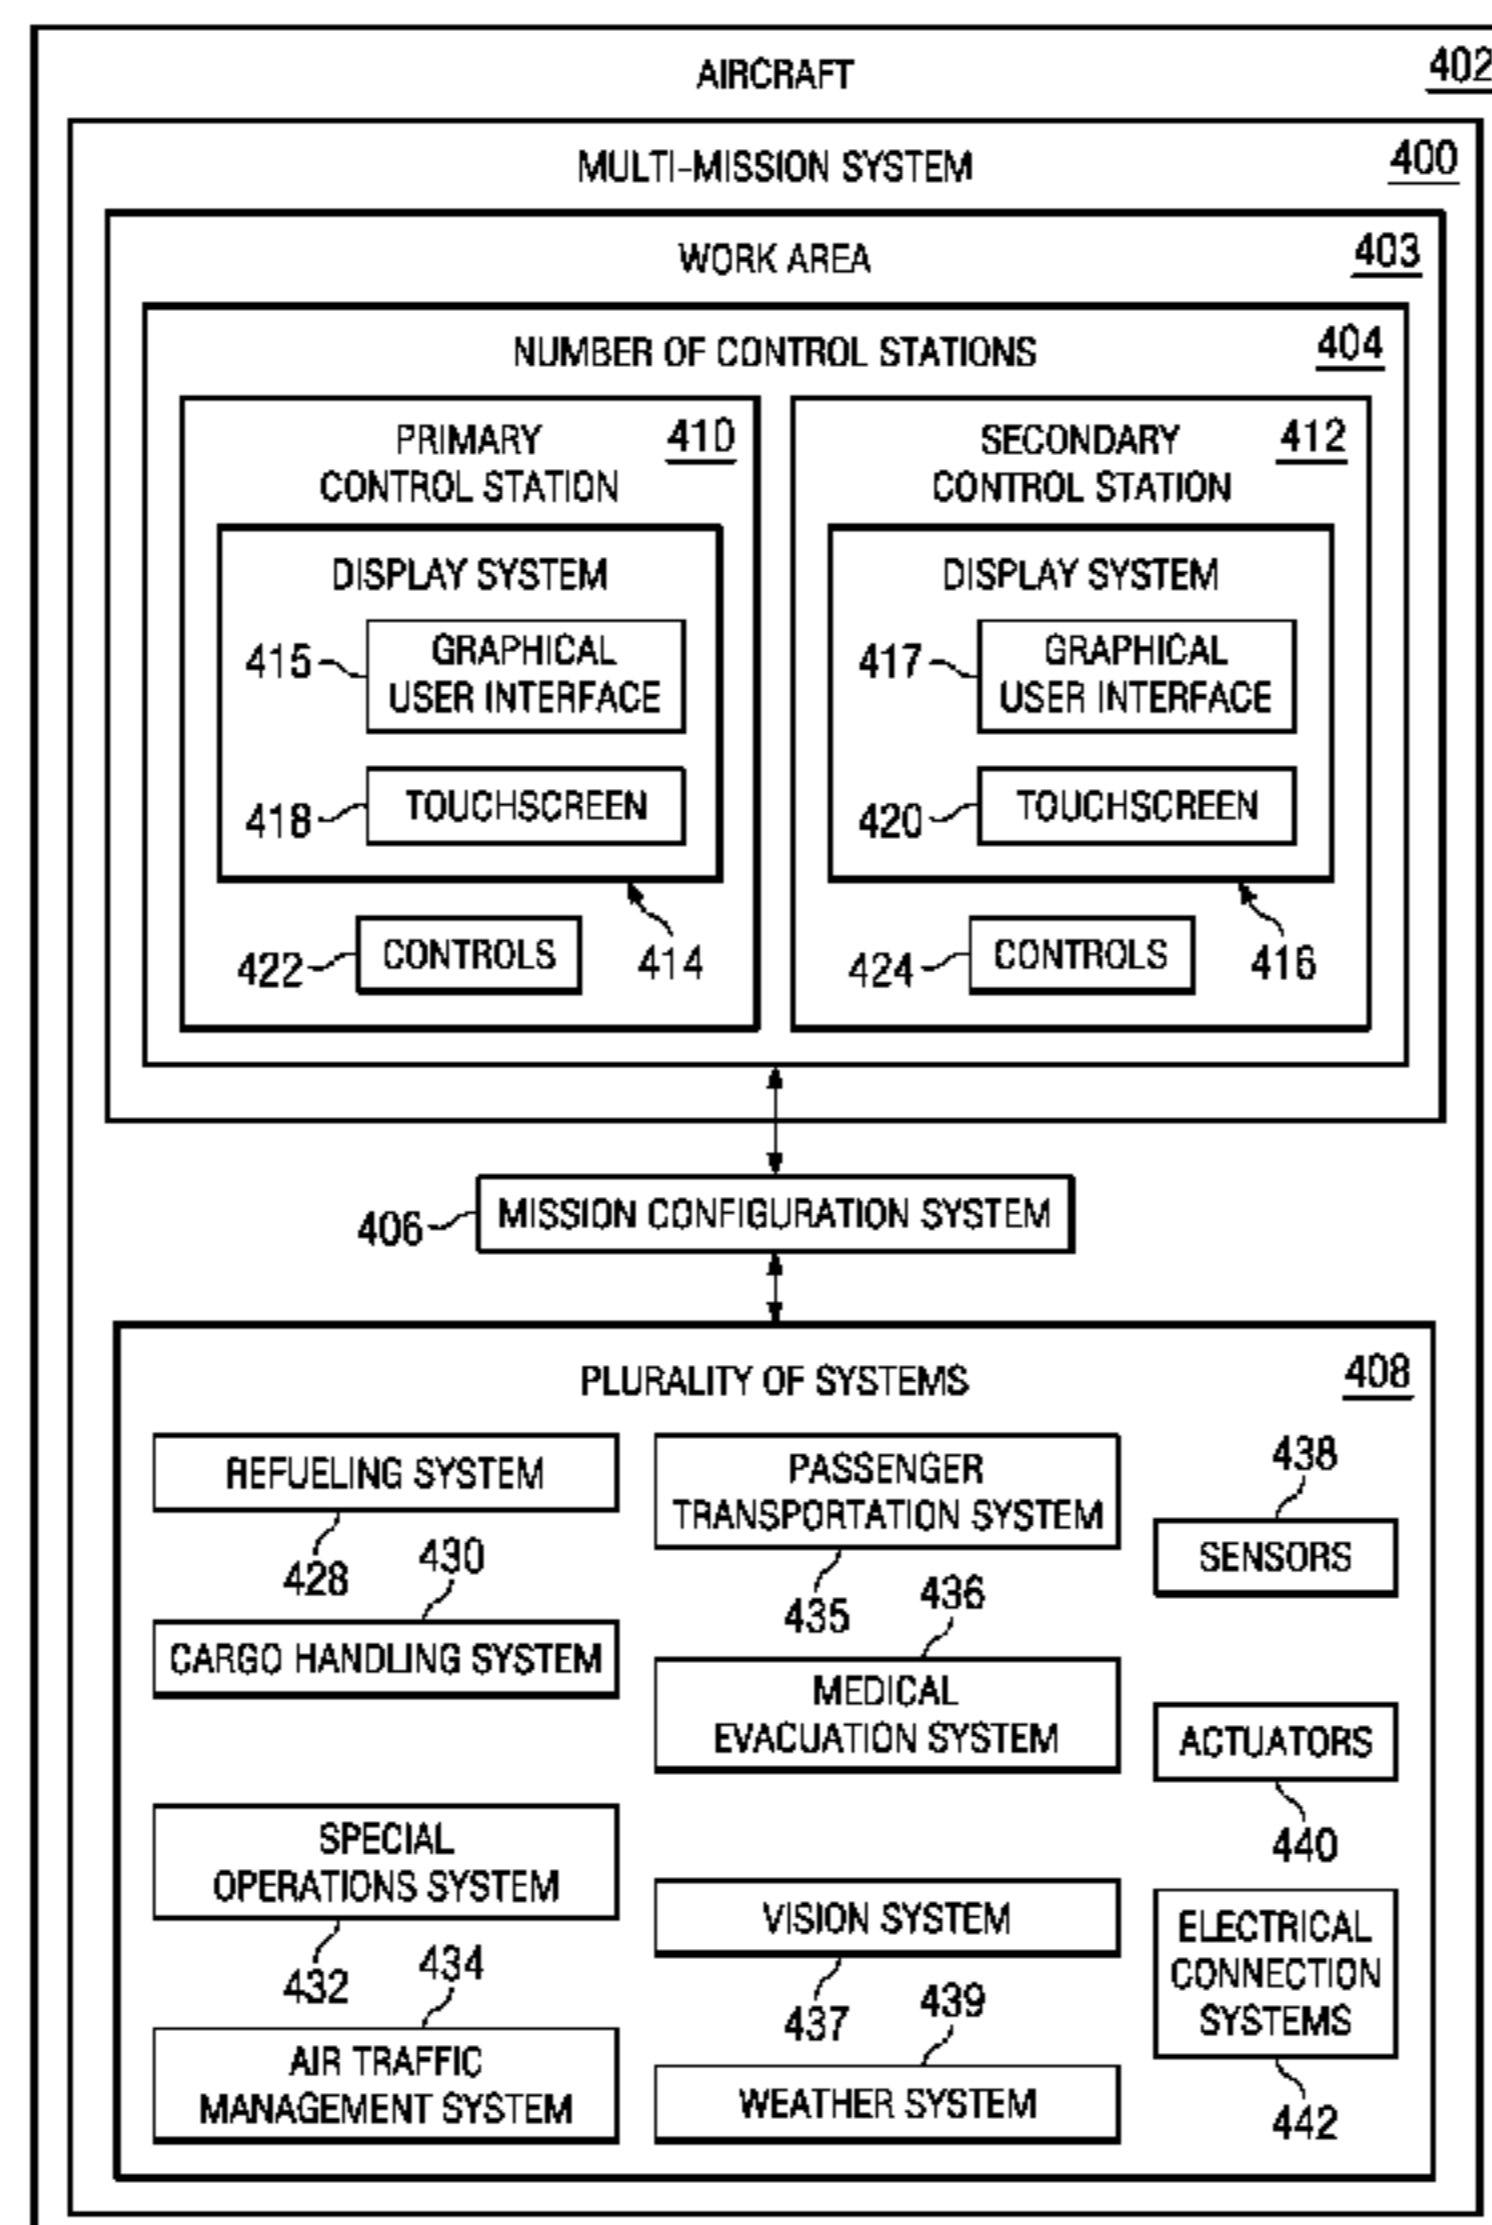 AIRCRAFT 402
MULTI-MISSION SYSTEM 400
WORK AREA 403
NUMBER OF CONTROL STATIONS 404
PRIMARY 410
CONTROL STATION
DISPLAY SYSTEM
415 GRAPHICAL
USER INTERFACE
418 TOUCHSCREEN
422 CONTROLS 414
SECONDARY 412
CONTROL STATION
DISPLAY SYSTEM
417 GRAPHICAL
USER INTERFACE
420 TOUCHSCREEN
424 CONTROLS 416
406 MISSION CONFIGURATION SYSTEM
PLURALITY OF SYSTEMS 408
REFUELING SYSTEM
428
430
CARGO HANDLING SYSTEM
SPECIAL
OPERATIONS SYSTEM
432
434
AIR TRAFFIC
MANAGEMENT SYSTEM
PASSENGER
TRANSPORTATION SYSTEM
435
436
MEDICAL
EVACUATION SYSTEM
VISION SYSTEM
437
439
WEATHER SYSTEM
438
SENSORS
ACTUATORS
440
ELECTRICAL
CONNECTION
SYSTEMS
442